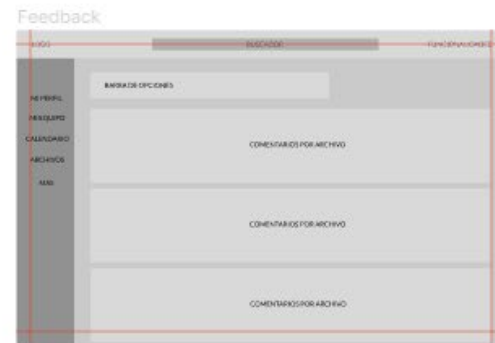 Feedback
LOGO
BUSCADOR
FUNCIONALIDADES
BARRA DE OPCIONES
MI PERFIL
MI EQUIPO
CALENDARIO
ARCHIVOS
MÁS
COMENTARIOS POR ARCHIVO
COMENTARIOS POR ARCHIVO
COMENTARIOS POR ARCHIVO